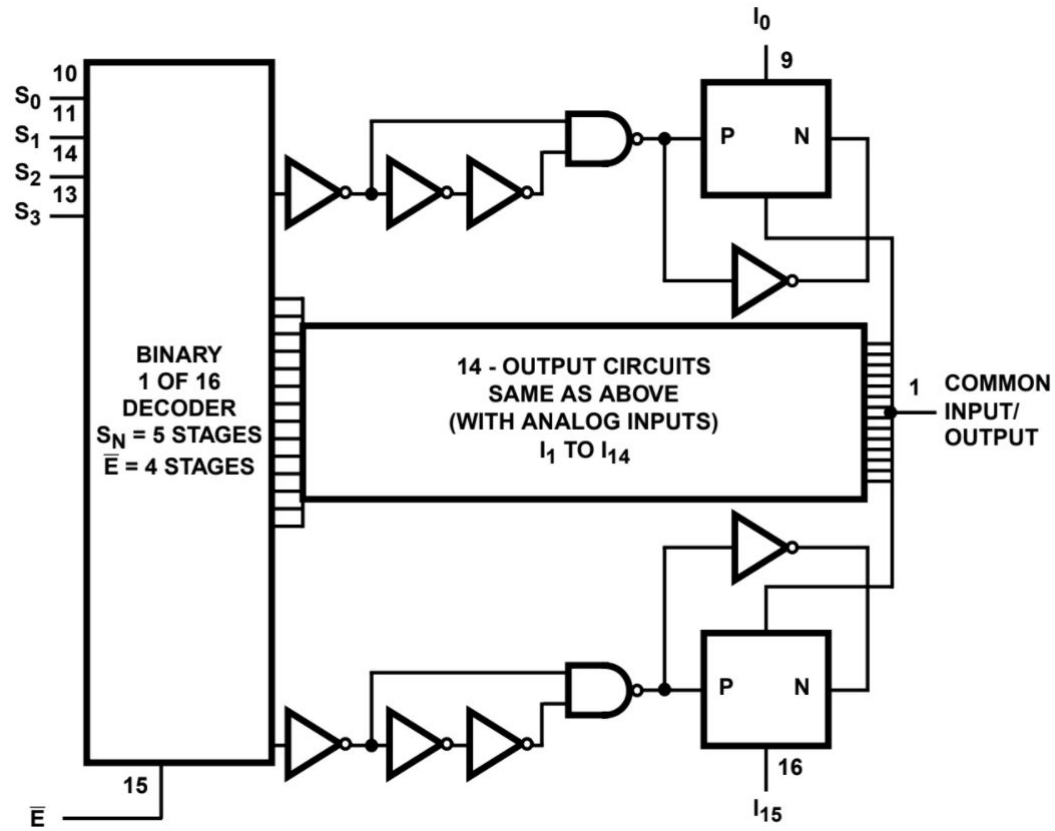 I0
9
10
S0
11
S1
14
S2
13
S3
P N
BINARY
1 OF 16
DECODER
SN = 5 STAGES
E̅ = 4 STAGES
14 - OUTPUT CIRCUITS
SAME AS ABOVE
(WITH ANALOG INPUTS)
I1 TO I14
1
COMMON
INPUT/
OUTPUT
P N
15
E̅
16
I15